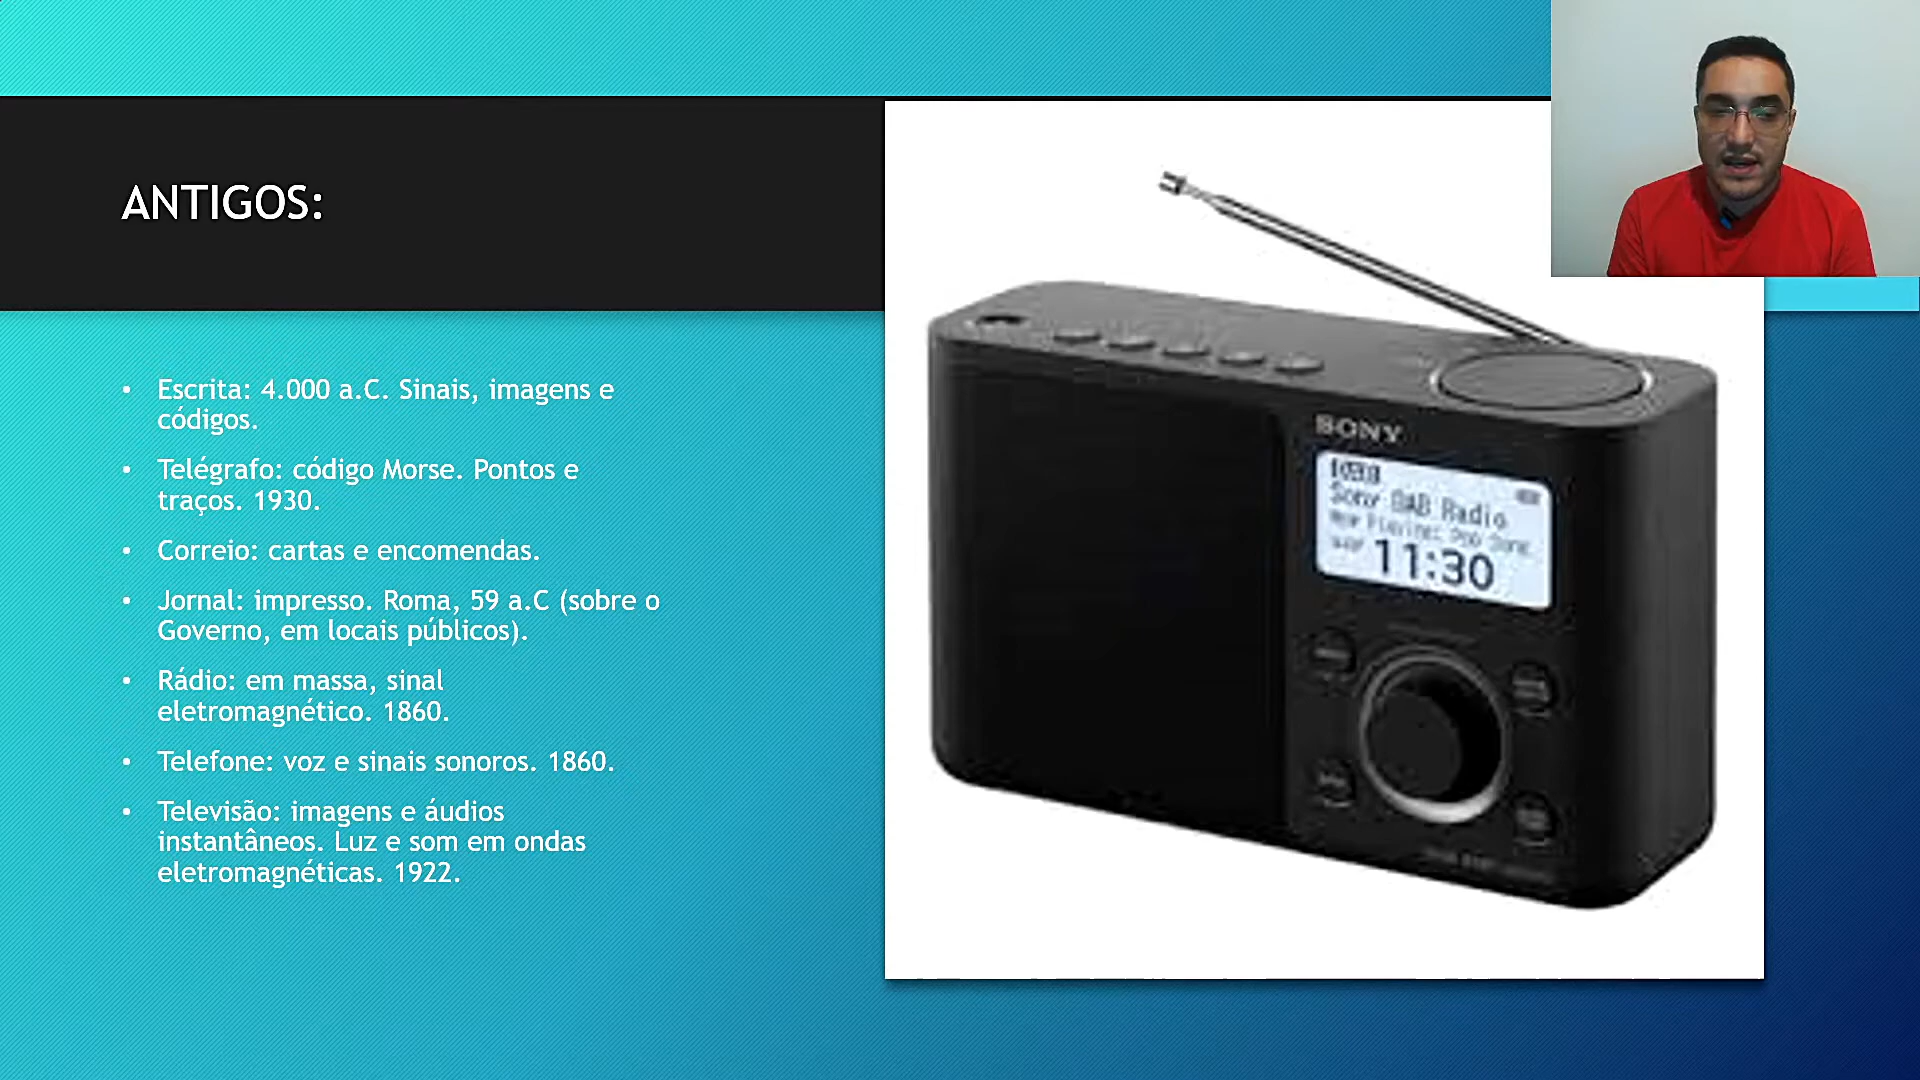 ANTIGOS:
• Escrita: 4.000 a.C. Sinais, imagens e
códigos.
• Telégrafo: código Morse. Pontos e
traços. 1930.
• Correio: cartas e encomendas.
• Jornal: impresso. Roma, 59 a.C (sobre o
Governo, em locais públicos).
• Rádio: em massa, sinal
eletromagnético. 1860.
• Telefone: voz e sinais sonoros. 1860.
• Televisão: imagens e áudios
instantâneos. Luz e som em ondas
eletromagnéticas. 1922.
SONY
Sony DAB Radio
11:30